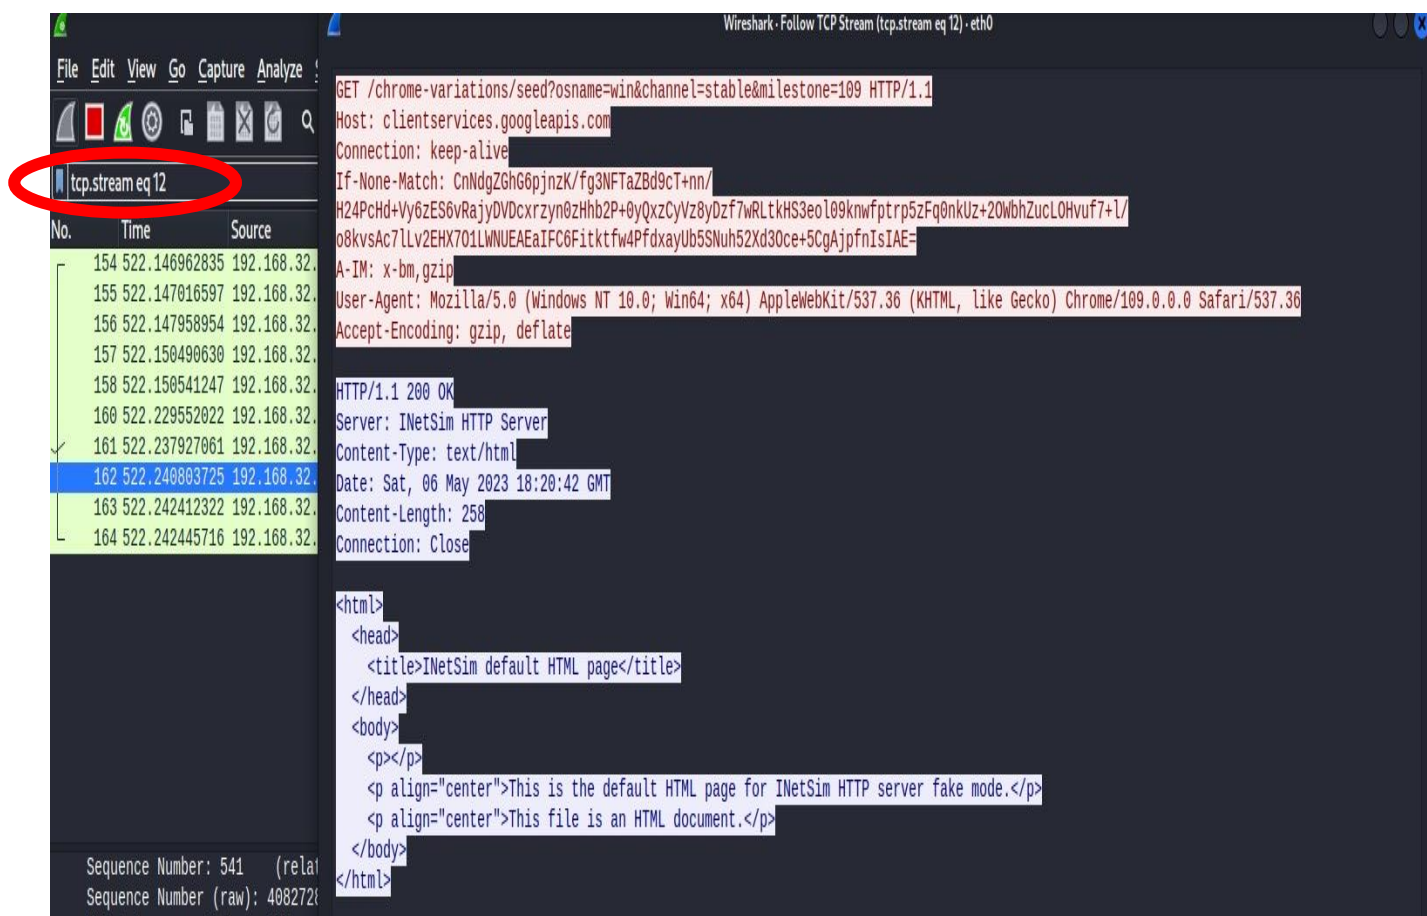 Wireshark · Follow TCP Stream (tcp.stream eq 12) · eth0
File Edit View Go Capture Analyze
tcp.stream eq 12
No. Time Source
154 522.146962835 192.168.32.
155 522.147016597 192.168.32.
156 522.147958954 192.168.32.
157 522.150490630 192.168.32.
158 522.150541247 192.168.32.
160 522.229552022 192.168.32.
161 522.237927061 192.168.32.
162 522.240803725 192.168.32.
163 522.242412322 192.168.32.
164 522.242445716 192.168.32.
Sequence Number: 541 (relat
Sequence Number (raw): 4082728
GET /chrome-variations/seed?osname=win&channel=stable&milestone=109 HTTP/1.1
Host: clientservices.googleapis.com
Connection: keep-alive
If-None-Match: CnNdgZGhG6pjnzK/fg3NFTaZBd9cT+nn/
H24PcHd+Vy6zES6vRajyDVDcxrzyn0zHhb2P+0yQxzCyVz8yDzf7wRLtkHS3eol09knwfptrp5zFq0nkUz+2OWbhZucLOHvuf7+l/
o8kvsAc7lLv2EHX7O1LWNUEAEaIFC6Fitktfw4PfdxayUb5SNuh52Xd3Oce+5CgAjpfnIsIAE=
A-IM: x-bm,gzip
User-Agent: Mozilla/5.0 (Windows NT 10.0; Win64; x64) AppleWebKit/537.36 (KHTML, like Gecko) Chrome/109.0.0.0 Safari/537.36
Accept-Encoding: gzip, deflate
HTTP/1.1 200 OK
Server: INetSim HTTP Server
Content-Type: text/html
Date: Sat, 06 May 2023 18:20:42 GMT
Content-Length: 258
Connection: Close
<html>
<head>
<title>INetSim default HTML page</title>
</head>
<body>
<p></p>
<p align="center">This is the default HTML page for INetSim HTTP server fake mode.</p>
<p align="center">This file is an HTML document.</p>
</body>
</html>